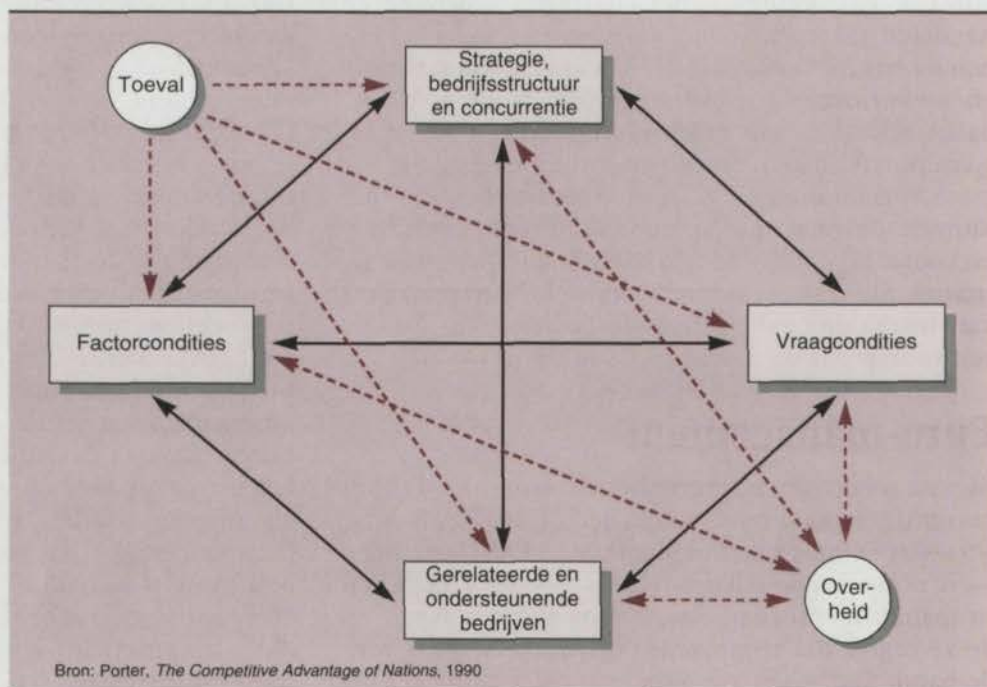 Toeval
Strategie,
bedrijfsstructuur
en concurrentie
Factorcondities
Vraagcondities
Gerelateerde en
ondersteunende
bedrijven
Over-
heid
Bron: Porter, The Competitive Advantage of Nations, 1990